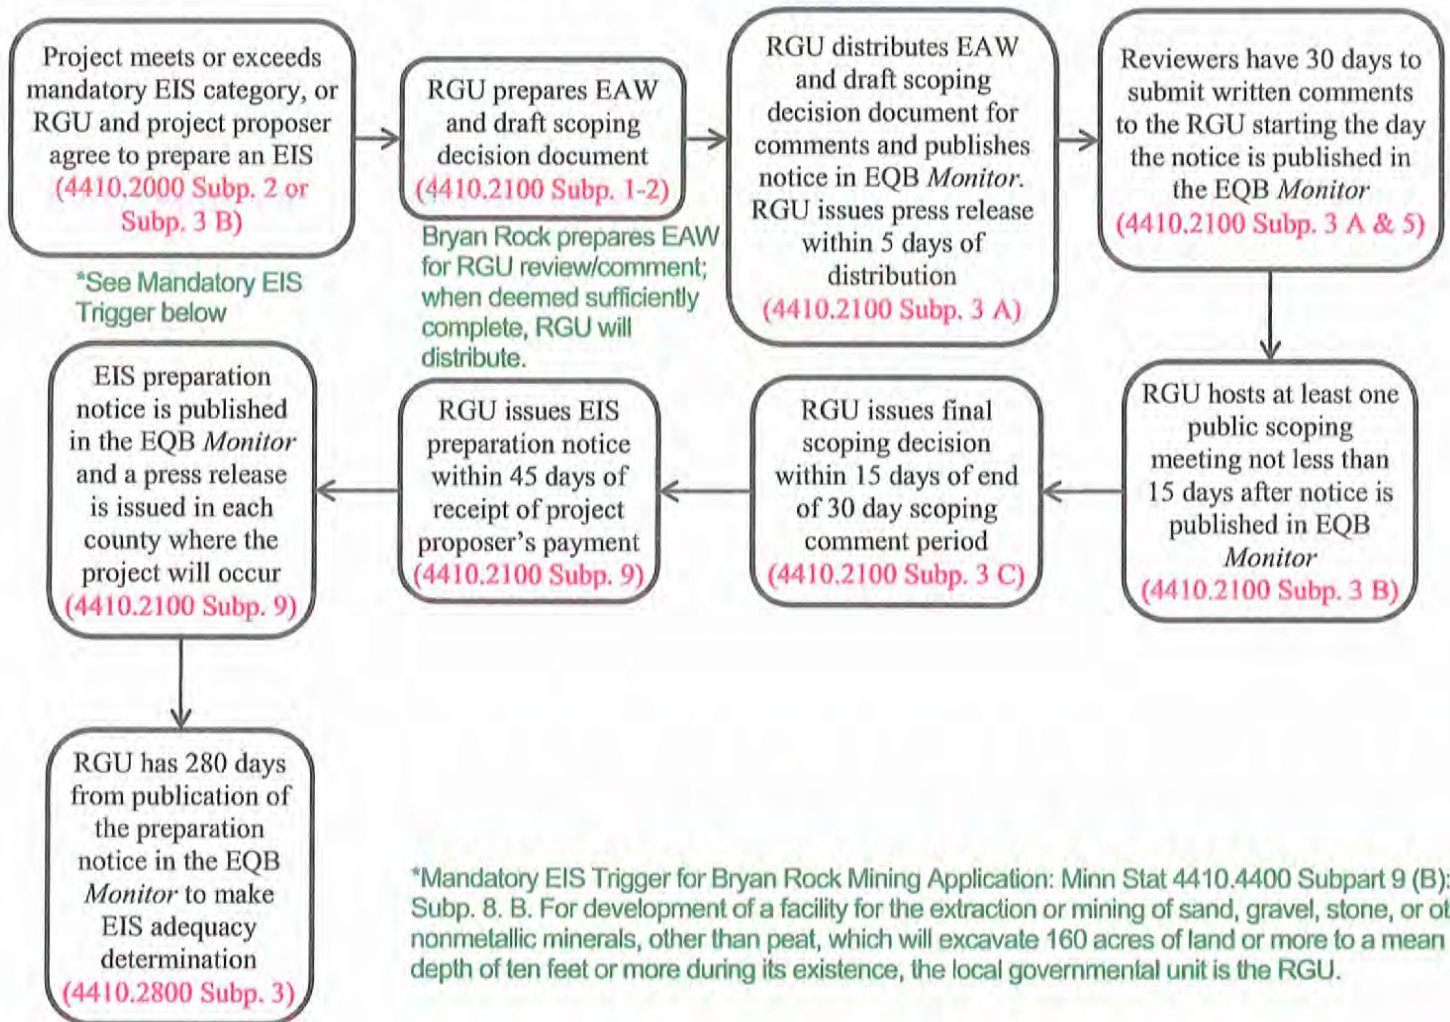 Project meets or exceeds
mandatory EIS category, or
RGU and project proposer
agree to prepare an EIS
(4410.2000 Subp. 2 or
Subp. 3 B)
*See Mandatory EIS
Trigger below
RGU prepares EAW
and draft scoping
decision document
(4410.2100 Subp. 1-2)
Bryan Rock prepares EAW
for RGU review/comment;
when deemed sufficiently
complete, RGU will
distribute.
RGU distributes EAW
and draft scoping
decision document for
comments and publishes
notice in EQB Monitor.
RGU issues press release
within 5 days of
distribution
(4410.2100 Subp. 3 A)
Reviewers have 30 days to
submit written comments
to the RGU starting the day
the notice is published in
the EQB Monitor
(4410.2100 Subp. 3 A & 5)
RGU hosts at least one
public scoping
meeting not less than
15 days after notice is
published in EQB
Monitor
(4410.2100 Subp. 3 B)
RGU issues final
scoping decision
within 15 days of end
of 30 day scoping
comment period
(4410.2100 Subp. 3 C)
RGU issues EIS
preparation notice
within 45 days of
receipt of project
proposer's payment
(4410.2100 Subp. 9)
EIS preparation
notice is published
in the EQB Monitor
and a press release
is issued in each
county where the
project will occur
(4410.2100 Subp. 9)
RGU has 280 days
from publication of
the preparation
notice in the EQB
Monitor to make
EIS adequacy
determination
(4410.2800 Subp. 3)
*Mandatory EIS Trigger for Bryan Rock Mining Application: Minn Stat 4410.4400 Subpart 9 (B):
Subp. 8. B. For development of a facility for the extraction or mining of sand, gravel, stone, or
nonmetallic minerals, other than peat, which will excavate 160 acres of land or more to a mean
depth of ten feet or more during its existence, the local governmental unit is the RGU.